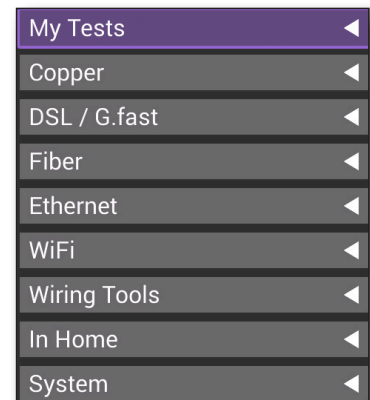 My Tests
Copper
DSL / G.fast
Fiber
Ethernet
WiFi
Wiring Tools
In Home
System